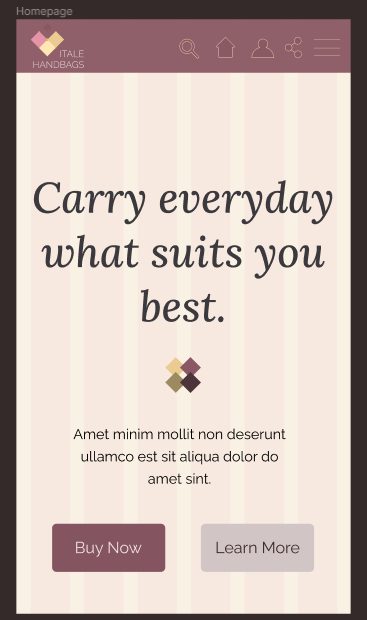 Homepage
ITALE
HANDBAGS
Carry everyday
what suits you
best.
Amet minim mollit non deserunt
ullamco est sit aliqua dolor do
amet sint.
Buy Now
Learn More